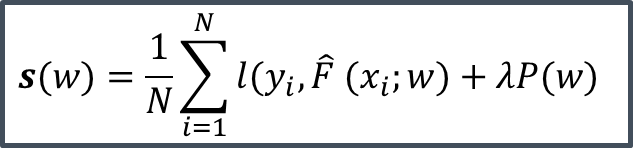 s(w) = 1/N ∑_{i=1}^{N} l(y_i, F̂ (x_i; w) + λP(w)